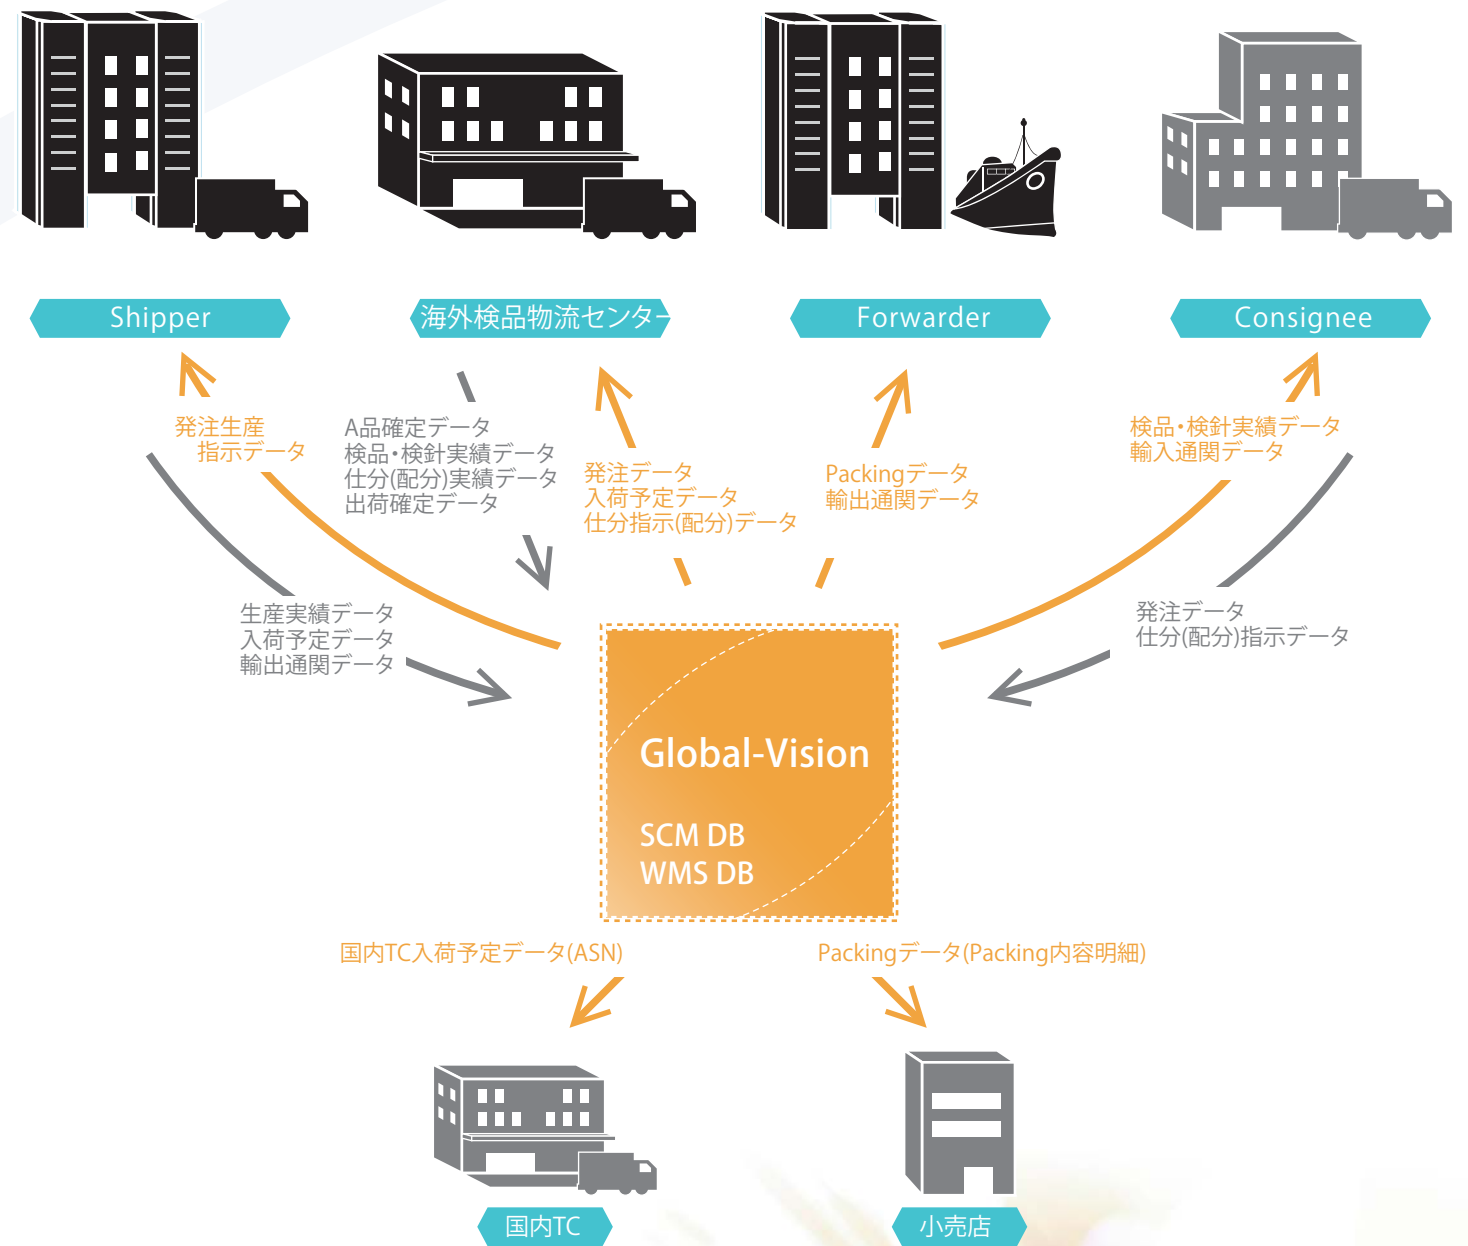 Shipper
海外検品物流センター
Forwarder
Consignee
発注生産
指示データ
A品確定データ
検品・検針実績データ
仕分(配分)実績データ
出荷確定データ
発注データ
入荷予定データ
仕分指示(配分)データ
Packingデータ
輸出通関データ
検品・検針実績データ
輸入通関データ
生産実績データ
入荷予定データ
輸出通関データ
発注データ
仕分(配分)指示データ
Global-Vision
SCM DB
WMS DB
国内TC入荷予定データ(ASN)
Packingデータ(Packing内容明細)
国内TC
小売店